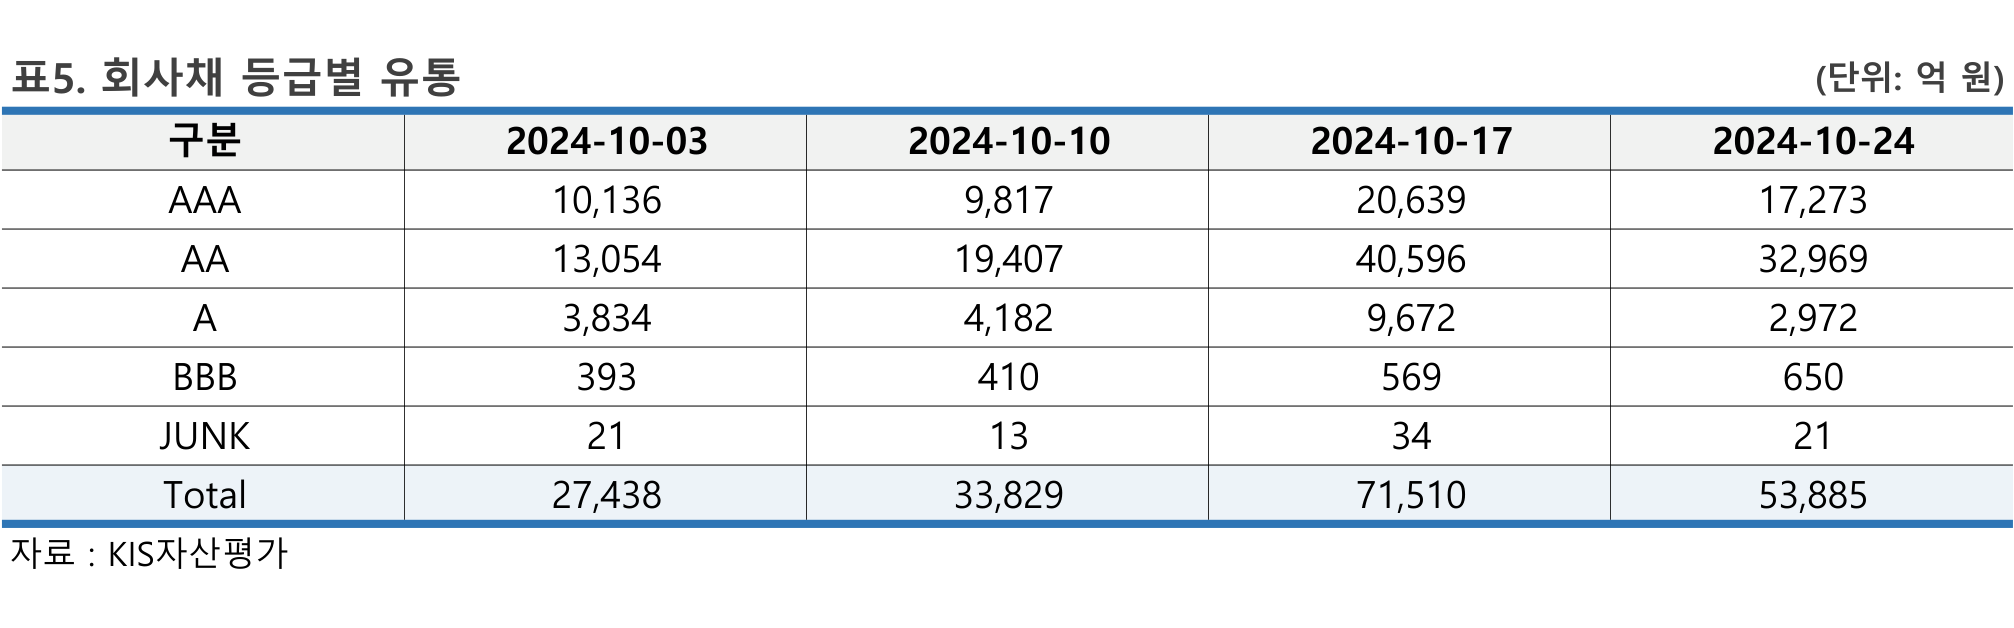 표5. 회사채 등급별 유통 (단위: 억 원)
구분 2024-10-03 2024-10-10 2024-10-17 2024-10-24
AAA 10,136 9,817 20,639 17,273
AA 13,054 19,407 40,596 32,969
A 3,834 4,182 9,672 2,972
BBB 393 410 569 650
JUNK 21 13 34 21
Total 27,438 33,829 71,510 53,885
자료 : KIS자산평가